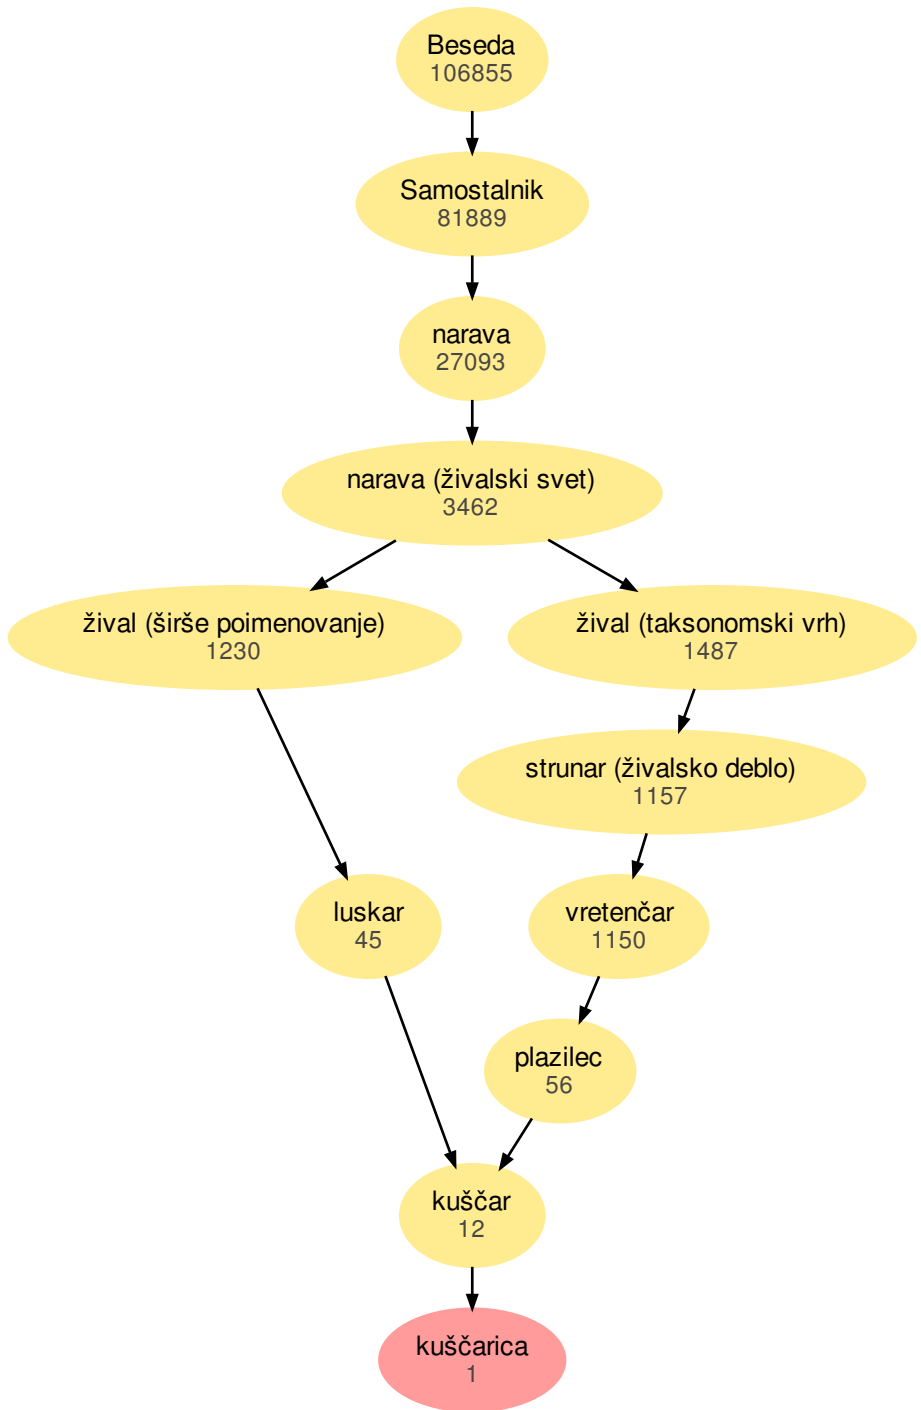 Beseda
106855
Samostalnik
81889
narava
27093
narava (živalski svet)
3462
žival (širše poimenovanje)
1230
žival (taksonomski vrh)
1487
strunar (živalsko deblo)
1157
luskar
45
vretenčar
1150
plazilec
56
kuščar
12
kuščarica
1